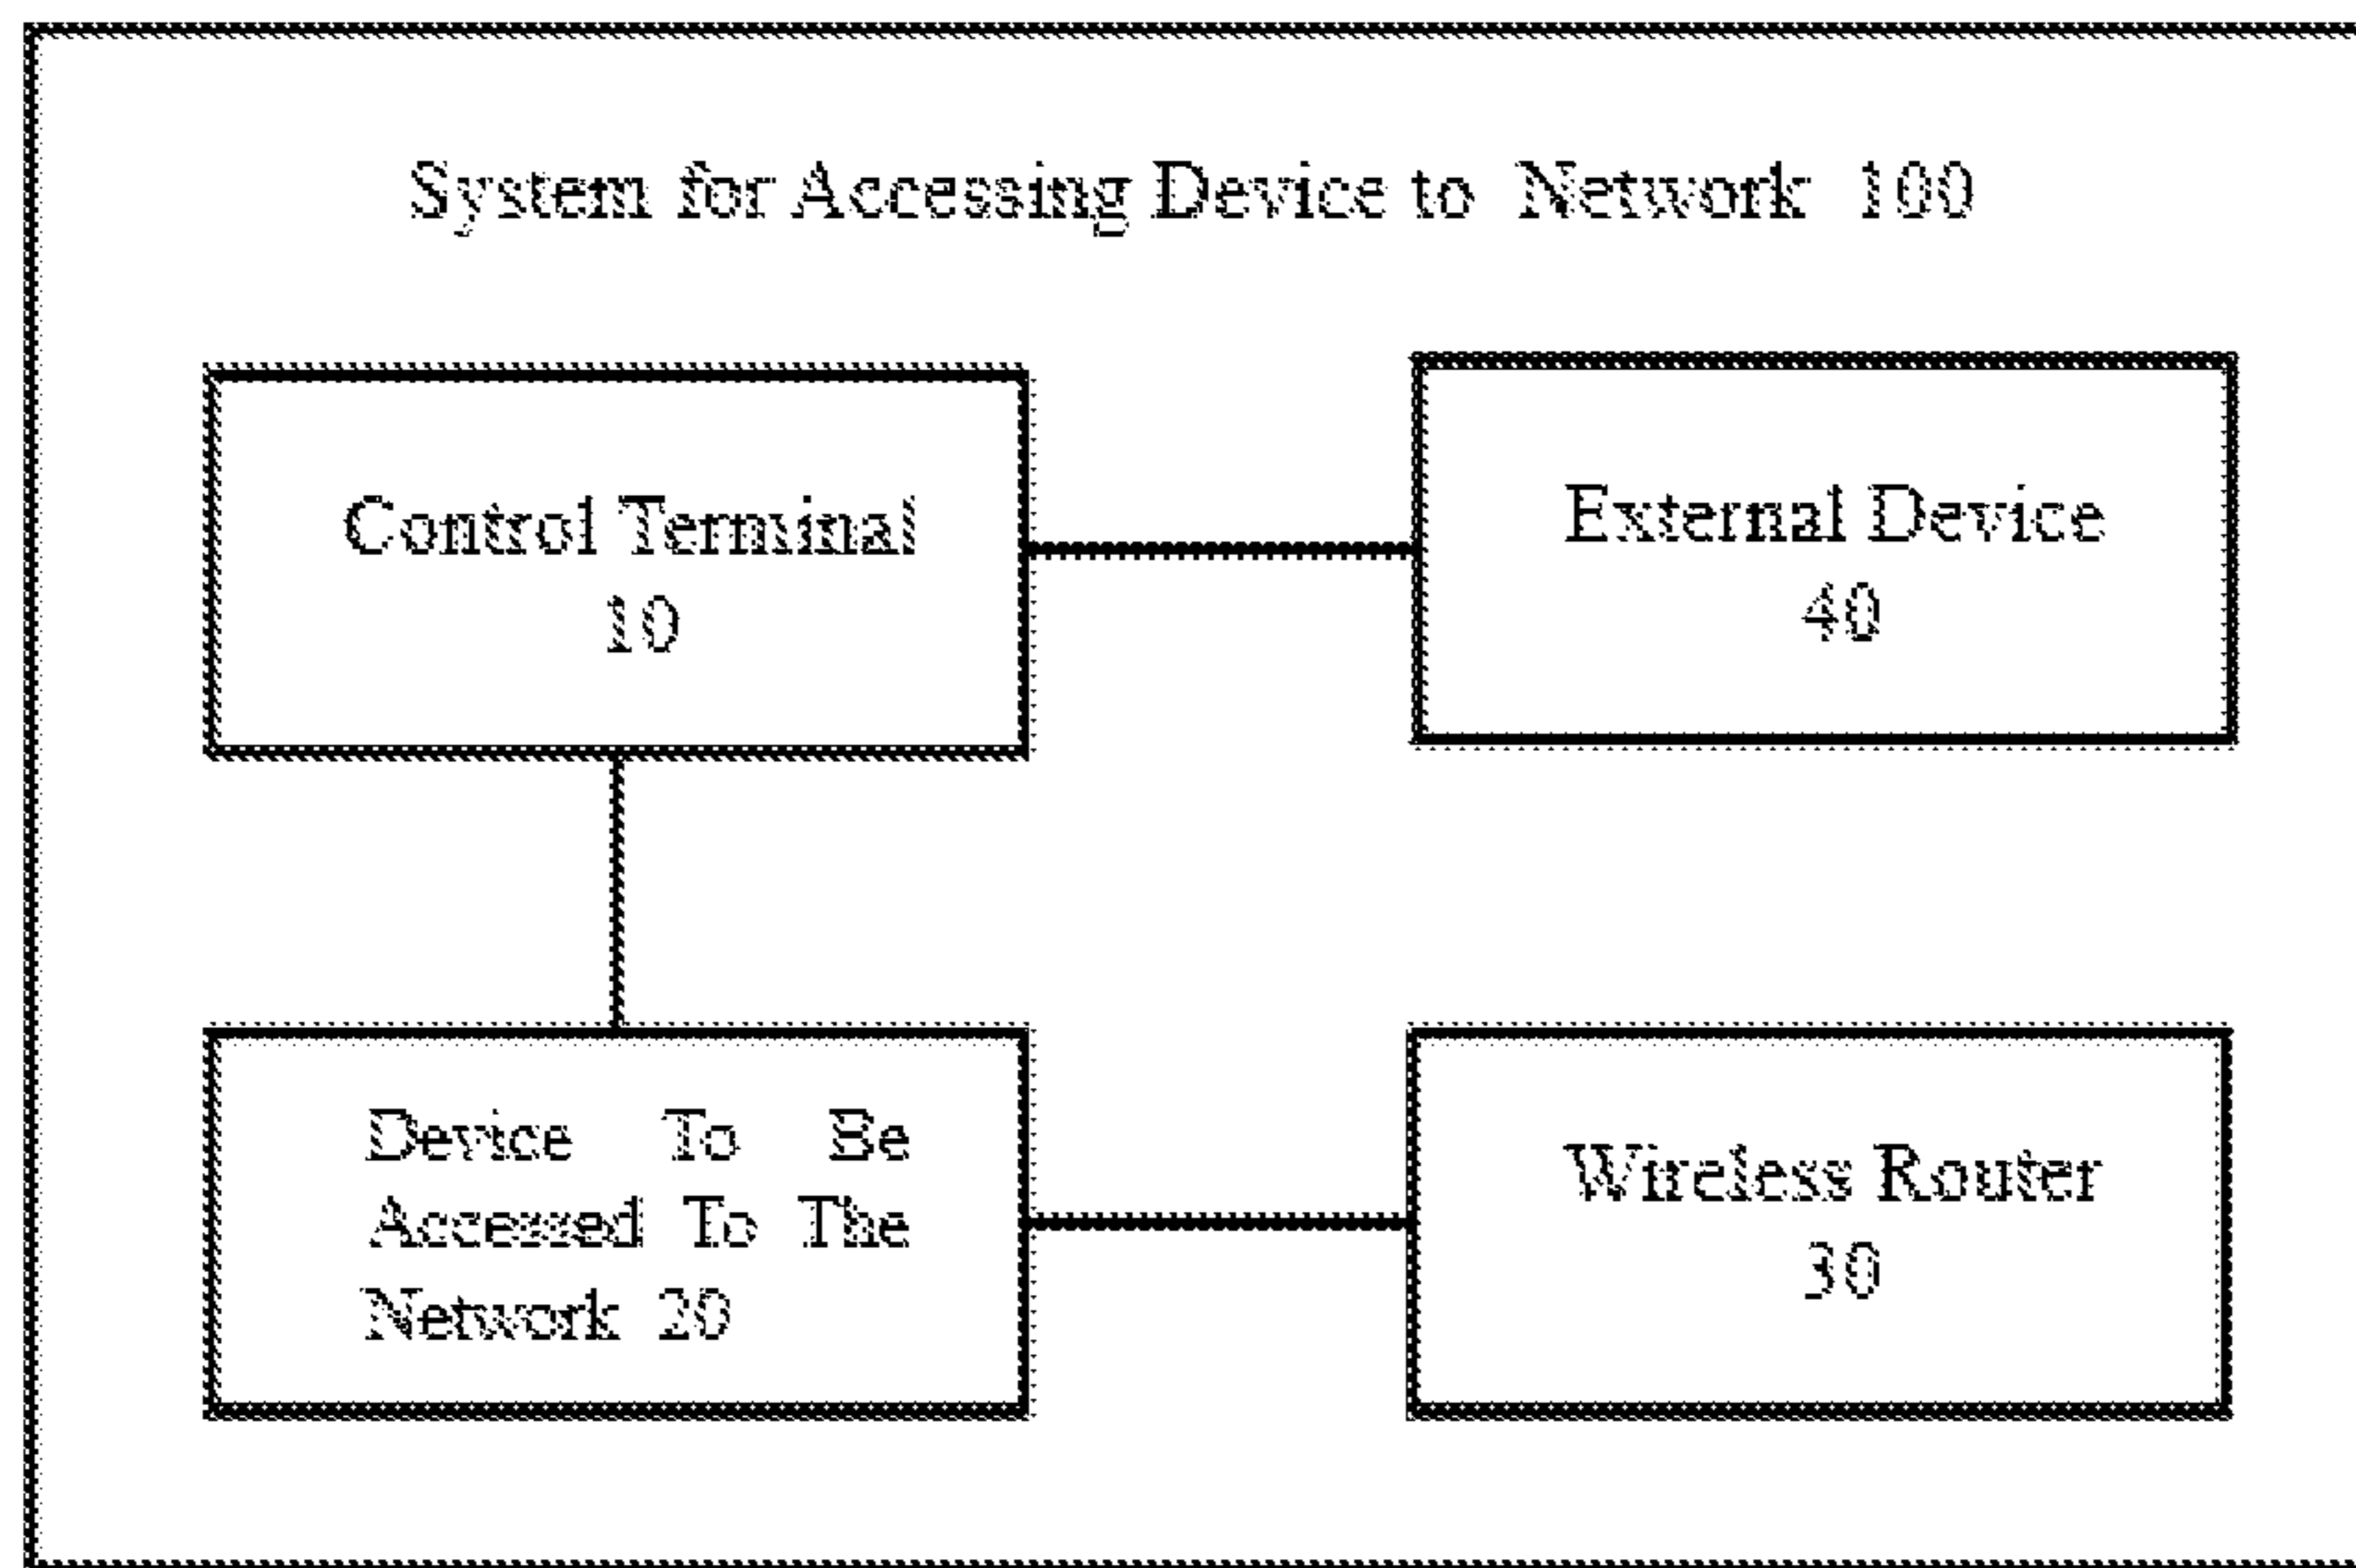 System for Accessing Device to Network 100
Control Terminal
10
External Device
40
Device To Be
Accessed To The
Network 20
Wireless Router
30